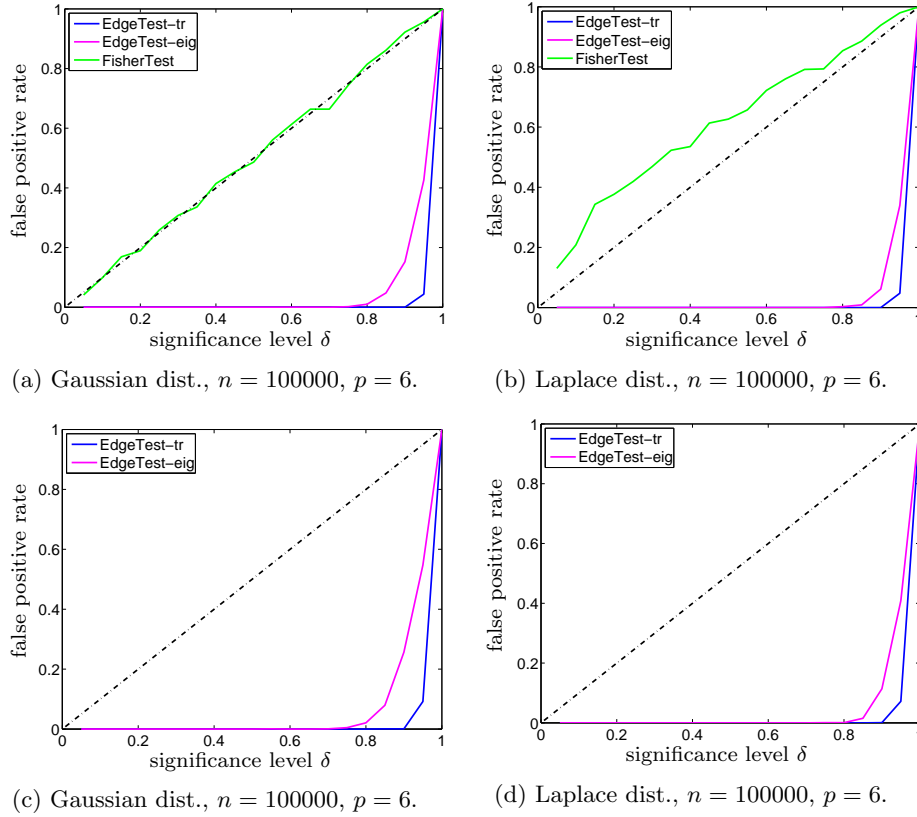 1
0.8
0.6
0.4
0.2
0
0 0.2 0.4 0.6 0.8 1
false positive rate
significance level δ
EdgeTest−tr
EdgeTest−eig
FisherTest
(a) Gaussian dist., n = 100000, p = 6.
1
0.8
0.6
0.4
0.2
0
0 0.2 0.4 0.6 0.8 1
false positive rate
significance level δ
EdgeTest−tr
EdgeTest−eig
FisherTest
(b) Laplace dist., n = 100000, p = 6.
1
0.8
0.6
0.4
0.2
0
0 0.2 0.4 0.6 0.8 1
false positive rate
significance level δ
EdgeTest−tr
EdgeTest−eig
(c) Gaussian dist., n = 100000, p = 6.
1
0.8
0.6
0.4
0.2
0
0 0.2 0.4 0.6 0.8 1
false positive rate
significance level δ
EdgeTest−tr
EdgeTest−eig
(d) Laplace dist., n = 100000, p = 6.